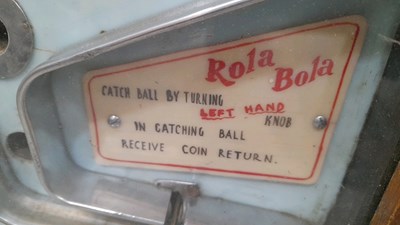 Rola
Bola
CATCH BALL BY TURNING
LEFT HAND
KNOB
IN CATCHING BALL
RECEIVE COIN RETURN.